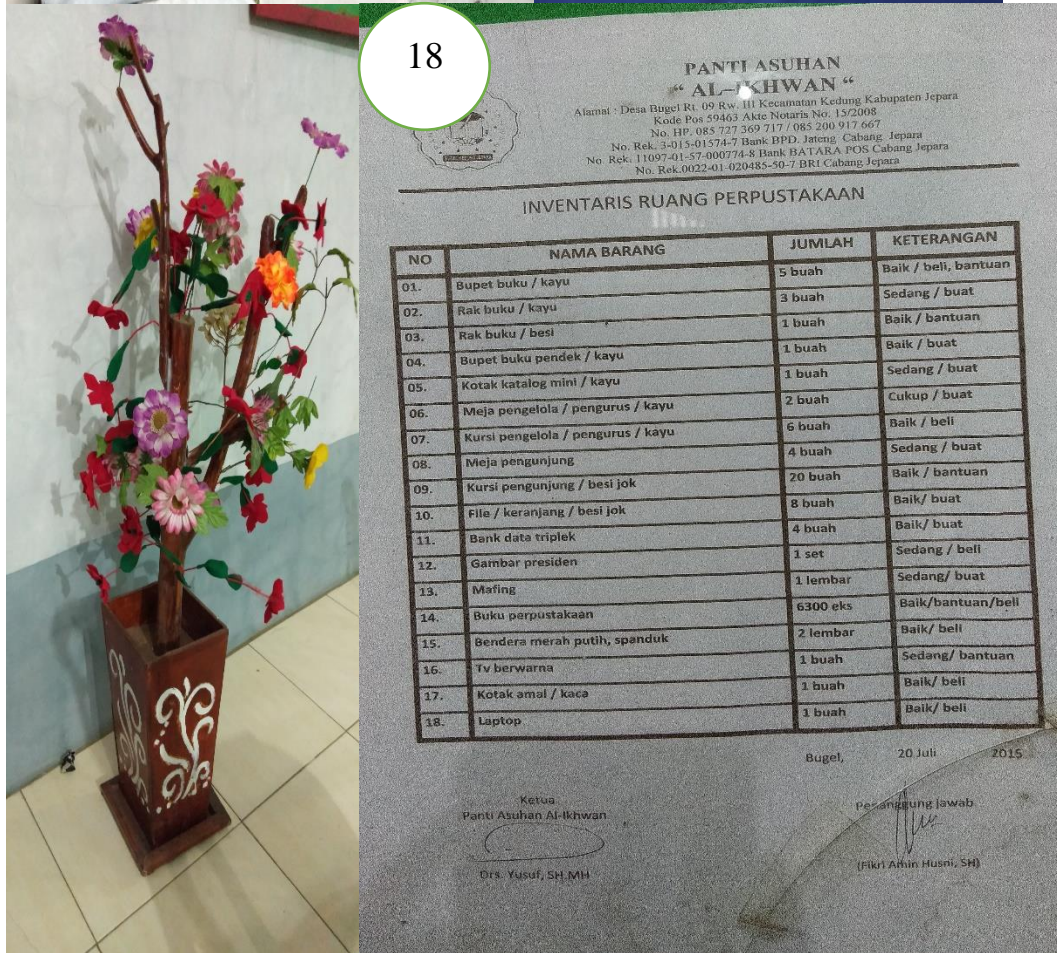 18
PANTI ASUHAN
“ AL–IKHWAN “
Alamat : Desa Bugel Rt. 09 Rw. III Kecamatan Kedung Kabupaten Jepara
Kode Pos 59463 Akte Notaris No. 15/2008
No. HP. 085 727 369 717 / 085 200 917 667
No. Rek. 3-015-01574-7 Bank BPD. Jateng Cabang Jepara
No. Rek. 11097-01-57-000774-8 Bank BATARA POS Cabang Jepara
No. Rek.0022-01-020485-50-7 BRI Cabang Jepara
INVENTARIS RUANG PERPUSTAKAAN
NO NAMA BARANG JUMLAH KETERANGAN
01. Bupet buku / kayu 5 buah Baik / beli, bantuan
02. Rak buku / kayu 3 buah Sedang / buat
03. Rak buku / besi 1 buah Baik / bantuan
04. Bupet buku pendek / kayu 1 buah Baik / buat
05. Kotak katalog mini / kayu 1 buah Sedang / buat
06. Meja pengelola / pengurus / kayu 2 buah Cukup / buat
07. Kursi pengelola / pengurus / kayu 6 buah Baik / beli
08. Meja pengunjung 4 buah Sedang / buat
09. Kursi pengunjung / besi jok 20 buah Baik / bantuan
10. File / keranjang / besi jok 8 buah Baik/ buat
11. Bank data triplek 4 buah Baik/ buat
12. Gambar presiden 1 set Sedang / beli
13. Mafing 1 lembar Sedang/ buat
14. Buku perpustakaan 6300 eks Baik/bantuan/beli
15. Bendera merah putih, spanduk 2 lembar Baik/ beli
16. Tv berwarna 1 buah Sedang/ bantuan
17. Kotak amal / kaca 1 buah Baik/ beli
18. Laptop 1 buah Baik/ beli
Bugel, 20 Juli 2015
Ketua
Panti Asuhan Al-Ikhwan
Drs. Yusuf, SH.MH
Penanggung jawab
(Fikri Amin Husni, SH)